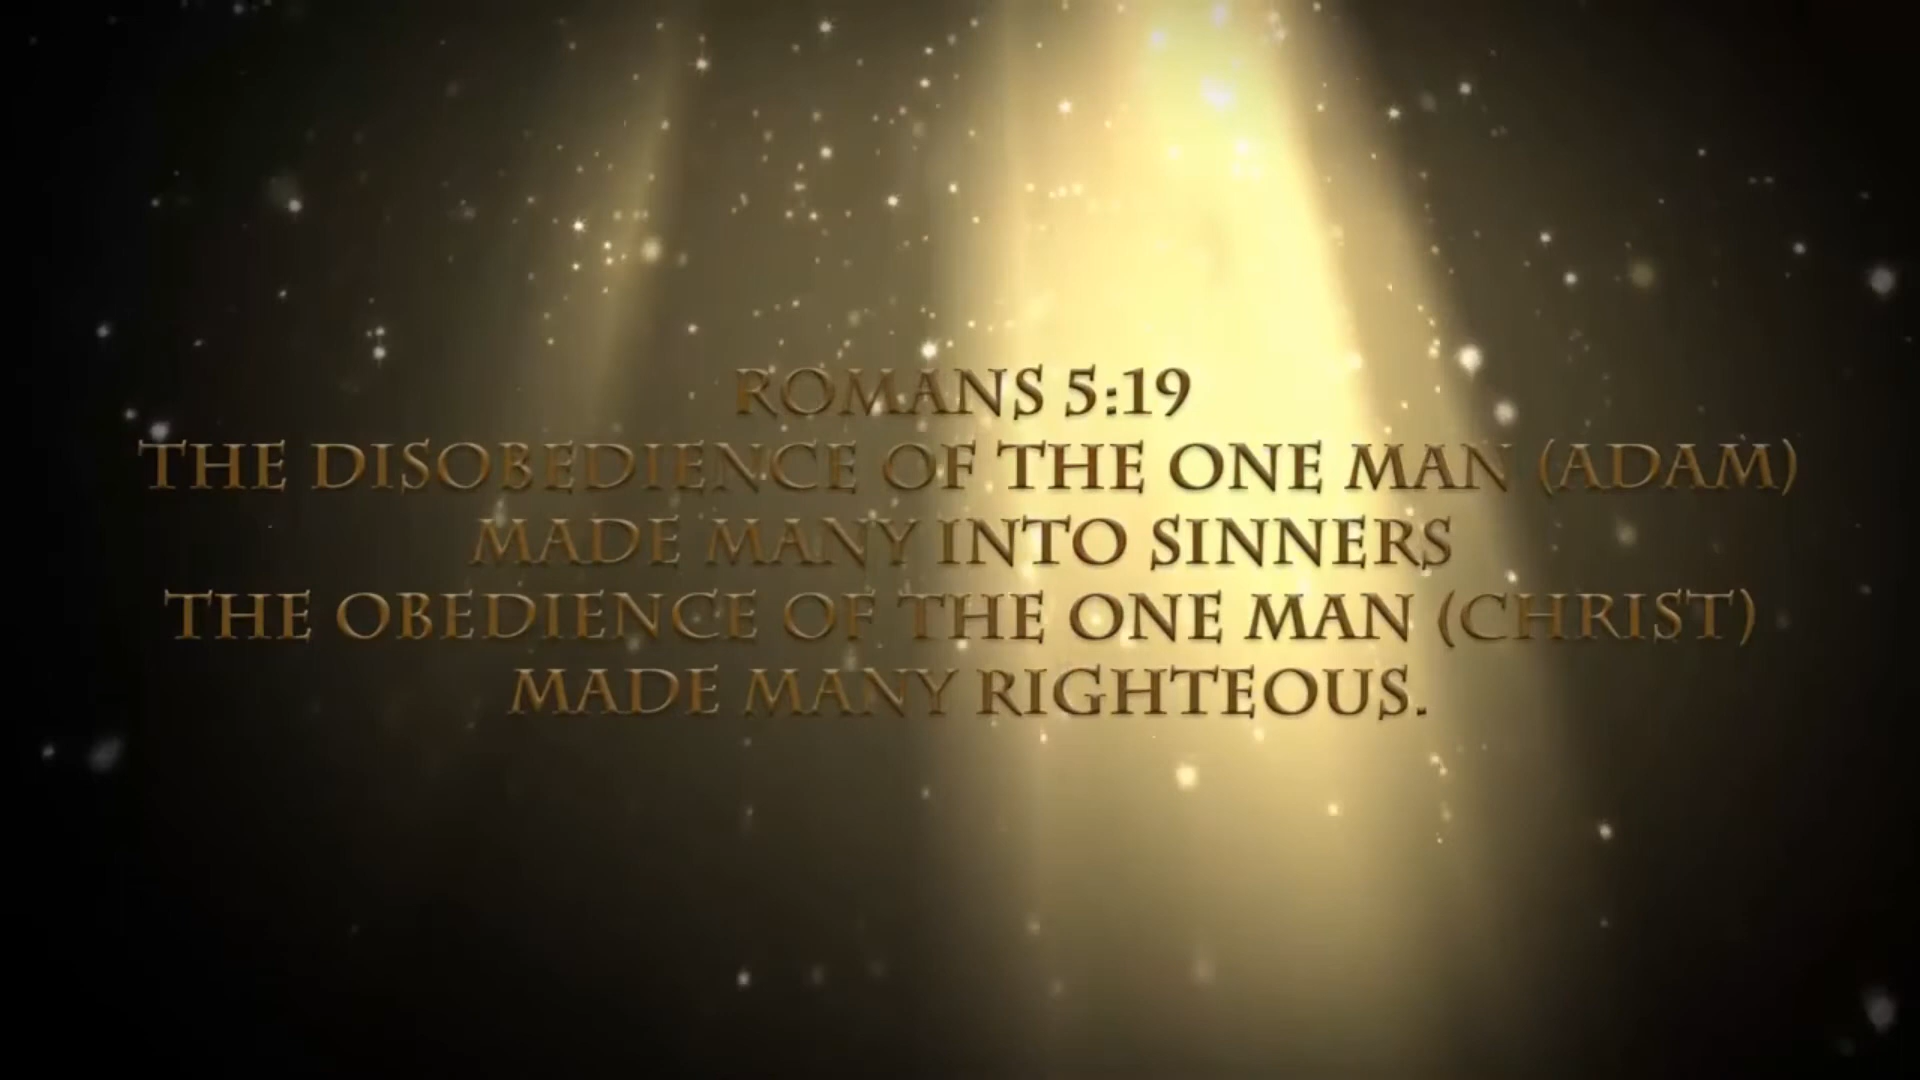 ROMANS 5:19
THE DISOBEDIENCE OF THE ONE MAN (ADAM)
MADE MANY INTO SINNERS
THE OBEDIENCE OF THE ONE MAN (CHRIST)
MADE MANY RIGHTEOUS.